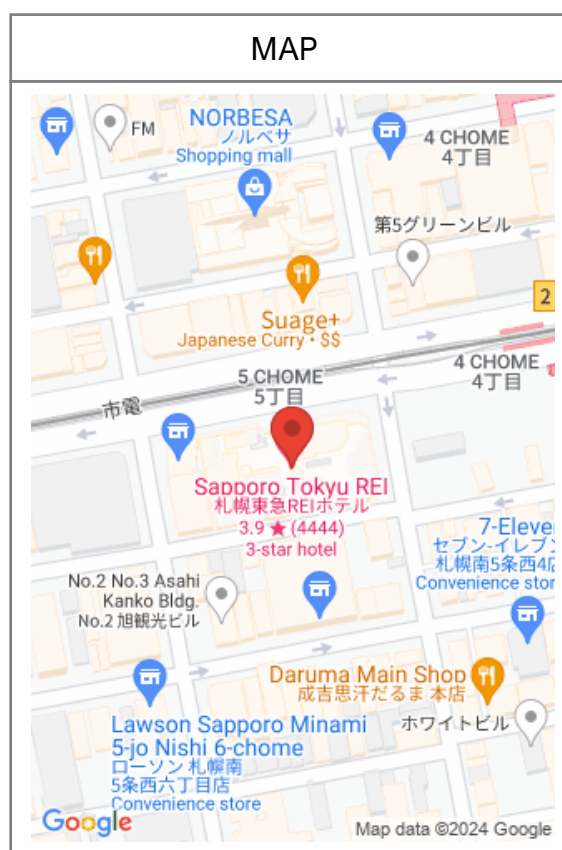 MAP
FM
NORBESA
ノルベサ
Shopping mall
4 CHOME
4丁目
第5グリーンビル
2
Suage+
Japanese Curry・$$
5 CHOME
5丁目
4 CHOME
4丁目
市電
Sapporo Tokyu REI
札幌東急REIホテル
3.9 ★ (4444)
3-star hotel
7-Eleve
セブン-イレブ
札幌南5条西4
Convenience stor
No.2 No.3 Asahi
Kanko Bldg.
No.2 旭観光ビル
Daruma Main Shop
成吉思汗だるま 本店
ホワイトビル
Lawson Sapporo Minami
5-jo Nishi 6-chome
ローソン 札幌南
5条西六丁目店
Convenience store
Google
Map data ©2024 Google